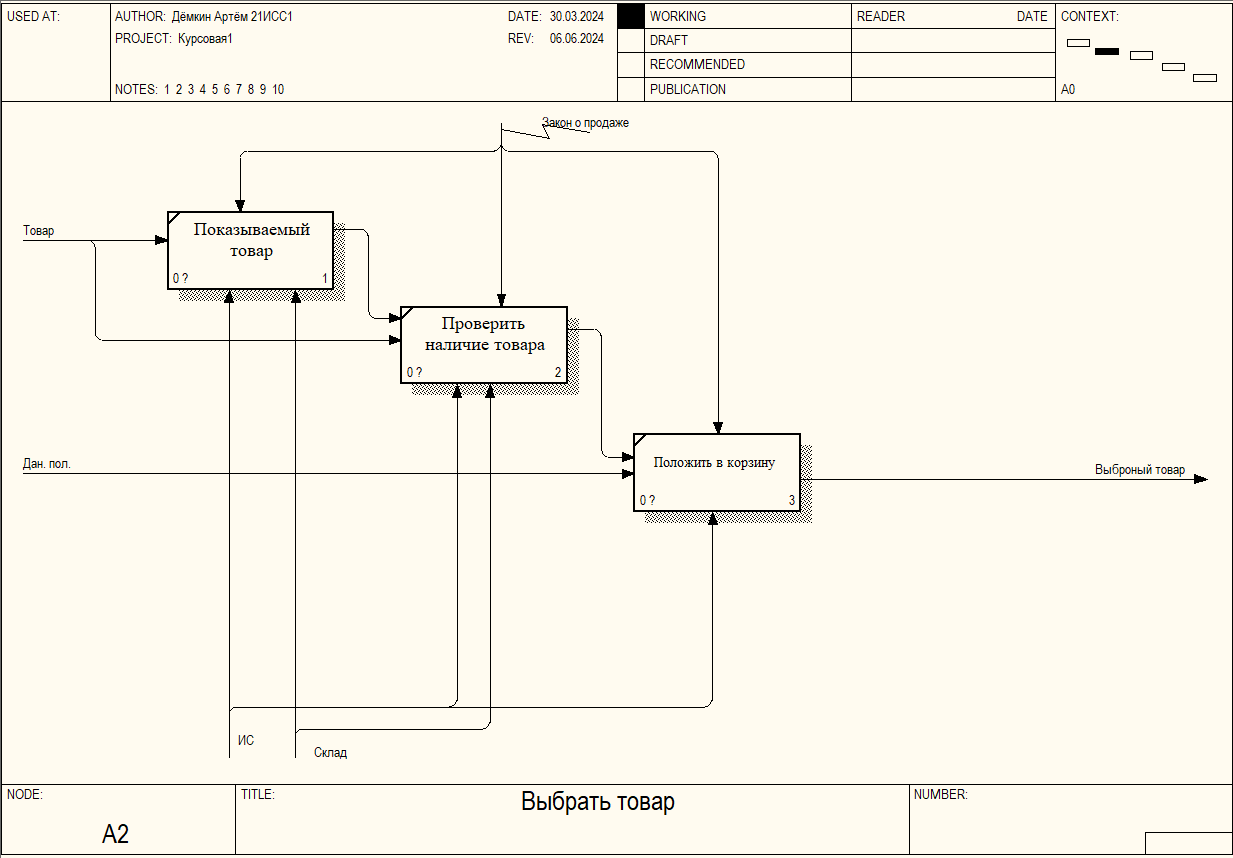 USED AT:
AUTHOR: Дёмкин Артём 21ИСС1
DATE: 30.03.2024
WORKING
READER
DATE
CONTEXT:
PROJECT: Курсовая1
REV: 06.06.2024
DRAFT
RECOMMENDED
NOTES: 1 2 3 4 5 6 7 8 9 10
PUBLICATION
A0
Закон о продаже
Товар
Показываемый
товар
0 ?
1
Проверить
наличие товара
0 ?
2
Дан. пол.
Положить в корзину
0 ?
3
Выброный товар
ИС
Склад
NODE:
TITLE:
Выбрать товар
NUMBER:
A2